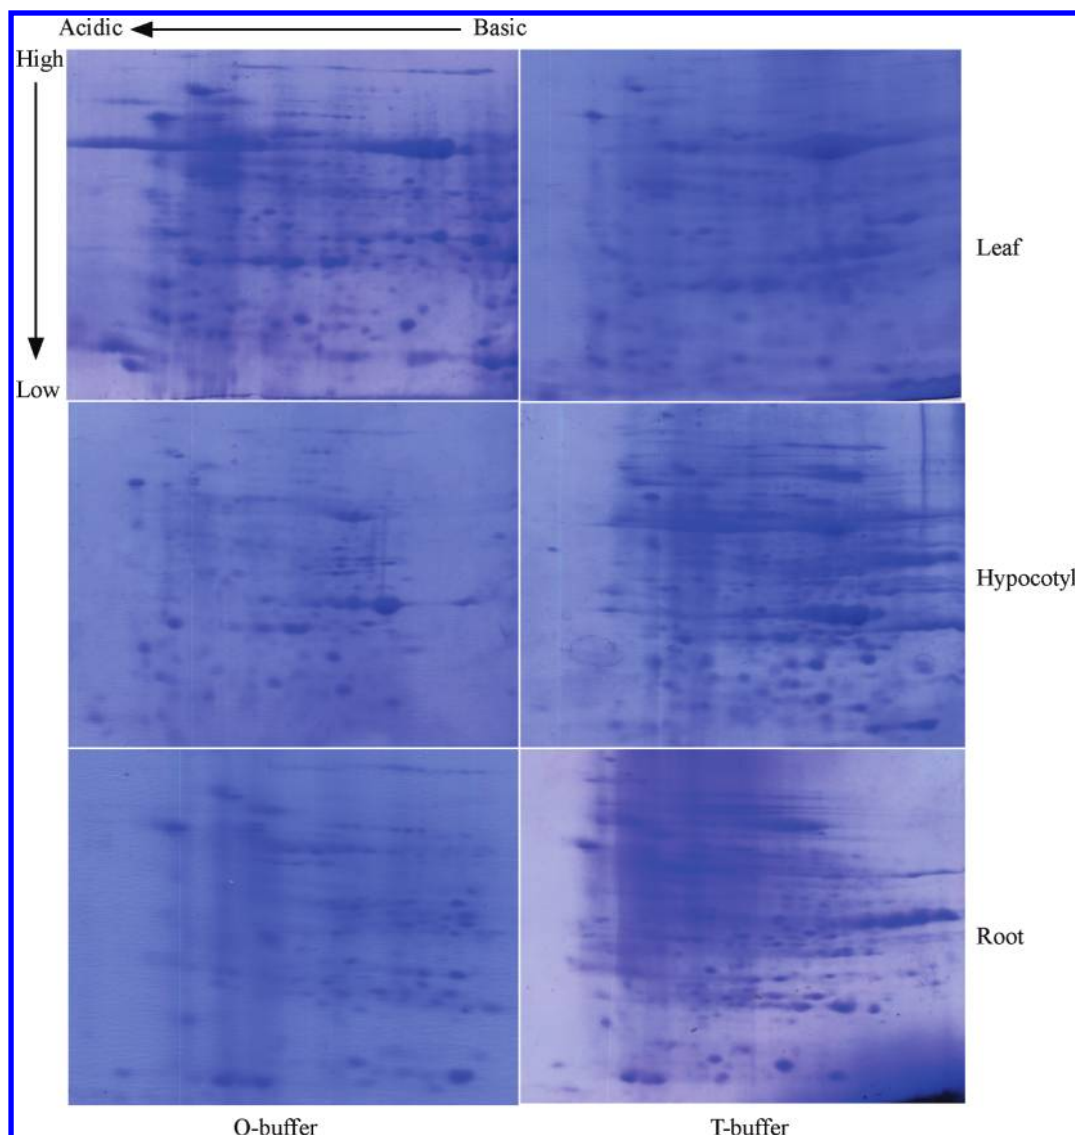 Acidic Basic
High
Low
Leaf
Hypocotyl
Root
O-buffer T-buffer